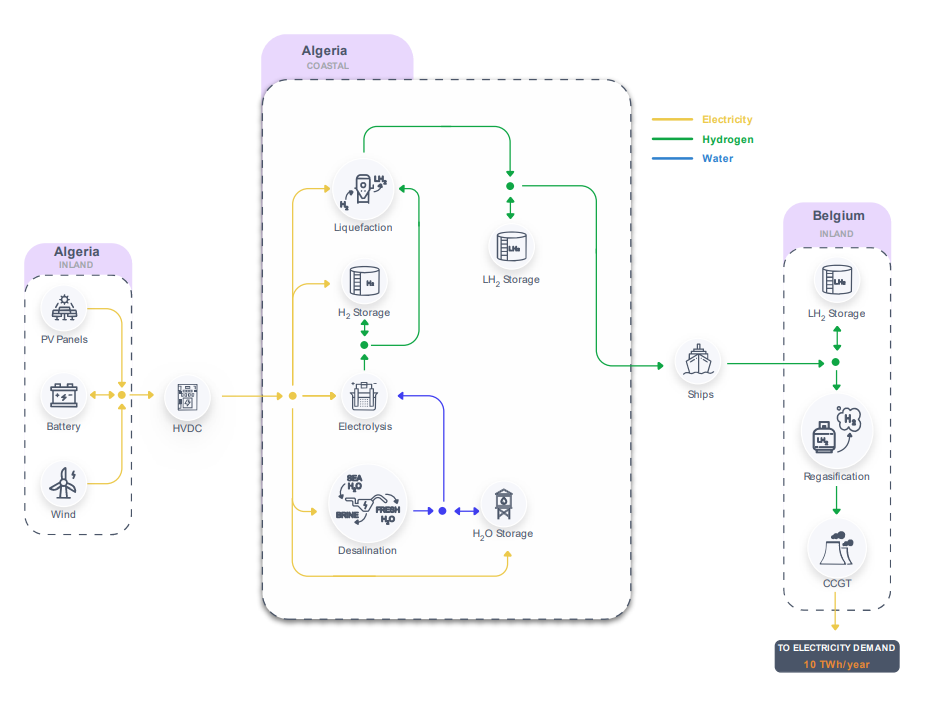 Algeria
COASTAL
Electricity
Hydrogen
Water
LH2
H2
Liquefaction
LH2
LH2 Storage
H2
H2 Storage
Electrolysis
SEA
H2O
BRINE
FRESH
H2O
Desalination
H2O Storage
Algeria
INLAND
PV Panels
Battery
Wind
HVDC
Ships
Belgium
INLAND
LH2
LH2 Storage
H2
LH2
Regasification
CCGT
TO ELECTRICITY DEMAND
10 TWh/year